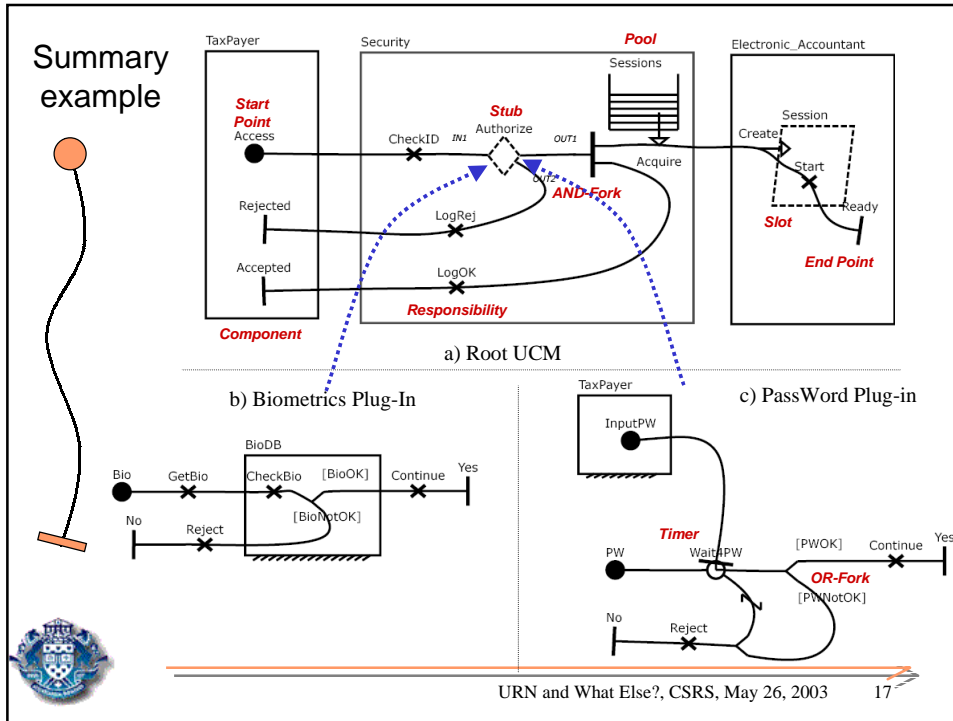 Summary
example
TaxPayer
Security
Pool
Sessions
Electronic_Accountant
Start
Point
Access
CheckID
IN1
Stub
Authorize
OUT1
OUT2
AND-Fork
Acquire
Create
Session
Start
Slot
Ready
End Point
Rejected
LogRej
Accepted
LogOK
Responsibility
Component
a) Root UCM
b) Biometrics Plug-In
c) PassWord Plug-in
BioDB
Bio
GetBio
CheckBio
[BioOK]
Continue
Yes
[BioNotOK]
No
Reject
TaxPayer
InputPW
Timer
PW
Wait4PW
[PWOK]
Continue
Yes
OR-Fork
[PWNotOK]
No
Reject
URN and What Else?, CSRS, May 26, 2003 17